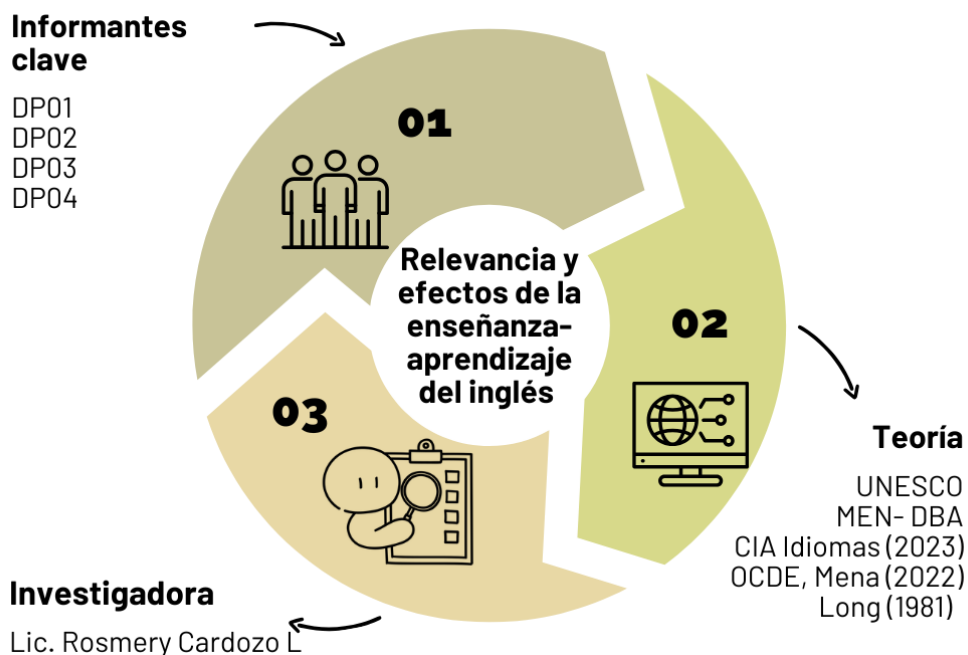 Informantes
clave
DP01
DP02
DP03
DP04
01
Relevancia y
efectos de la
enseñanza-
aprendizaje
del inglés
02
Teoría
UNESCO
MEN- DBA
CIA Idiomas (2023)
OCDE, Mena (2022)
Long (1981)
03
Investigadora
Lic. Rosmery Cardozo L